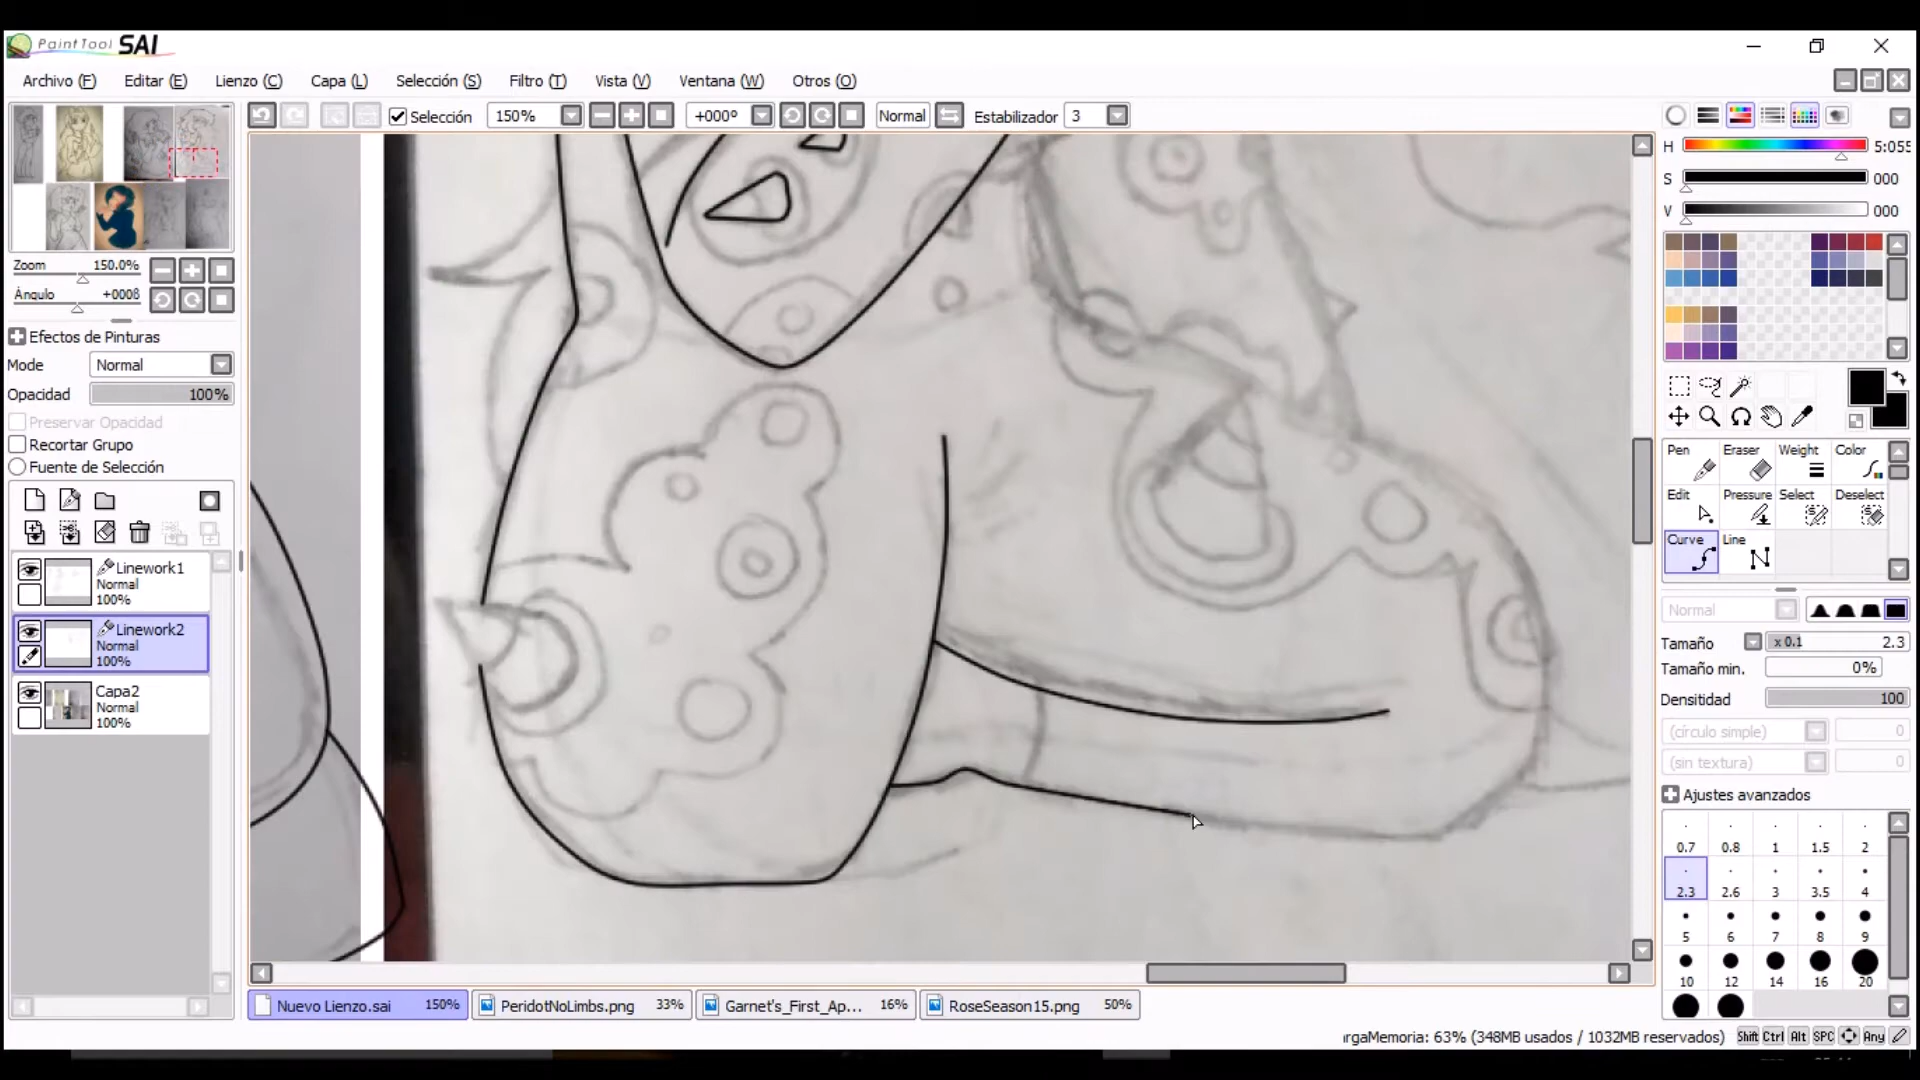 PaintTool SAI
Archivo (F) Editar (E) Lienzo (C) Capa (L) Selección (S) Filtro (T) Vista (V) Ventana (W) Otros (O)
Selección 150% +000º Normal Estabilizador 3
H 5:055
S 000
V 000
Zoom 150.0%
Ángulo +000ß
Efectos de Pinturas
Mode Normal
Opacidad 100%
Preservar Opacidad
Recortar Grupo
Fuente de Selección
Linework1
Normal
100%
Linework2
Normal
100%
Capa2
Normal
100%
Pen Eraser Weight Color
Edit Pressure Select Deselect
Curve Line
Normal
Tamaño x 0.1 2.3
Tamaño min. 0%
Densitidad 100
(círculo simple) 0
(sin textura) 0
Ajustes avanzados
0.7 0.8 1 1.5 2
2.3 2.6 3 3.5 4
5 6 7 8 9
10 12 14 16 20
Nuevo Lienzo.sai 150% PeridotNoLimbs.png 33% Garnet's_First_Ap... 16% RoseSeason15.png 50%
rgaMemoria: 63% (348MB usados / 1032MB reservados) Shift Ctrl Alt SPC Any